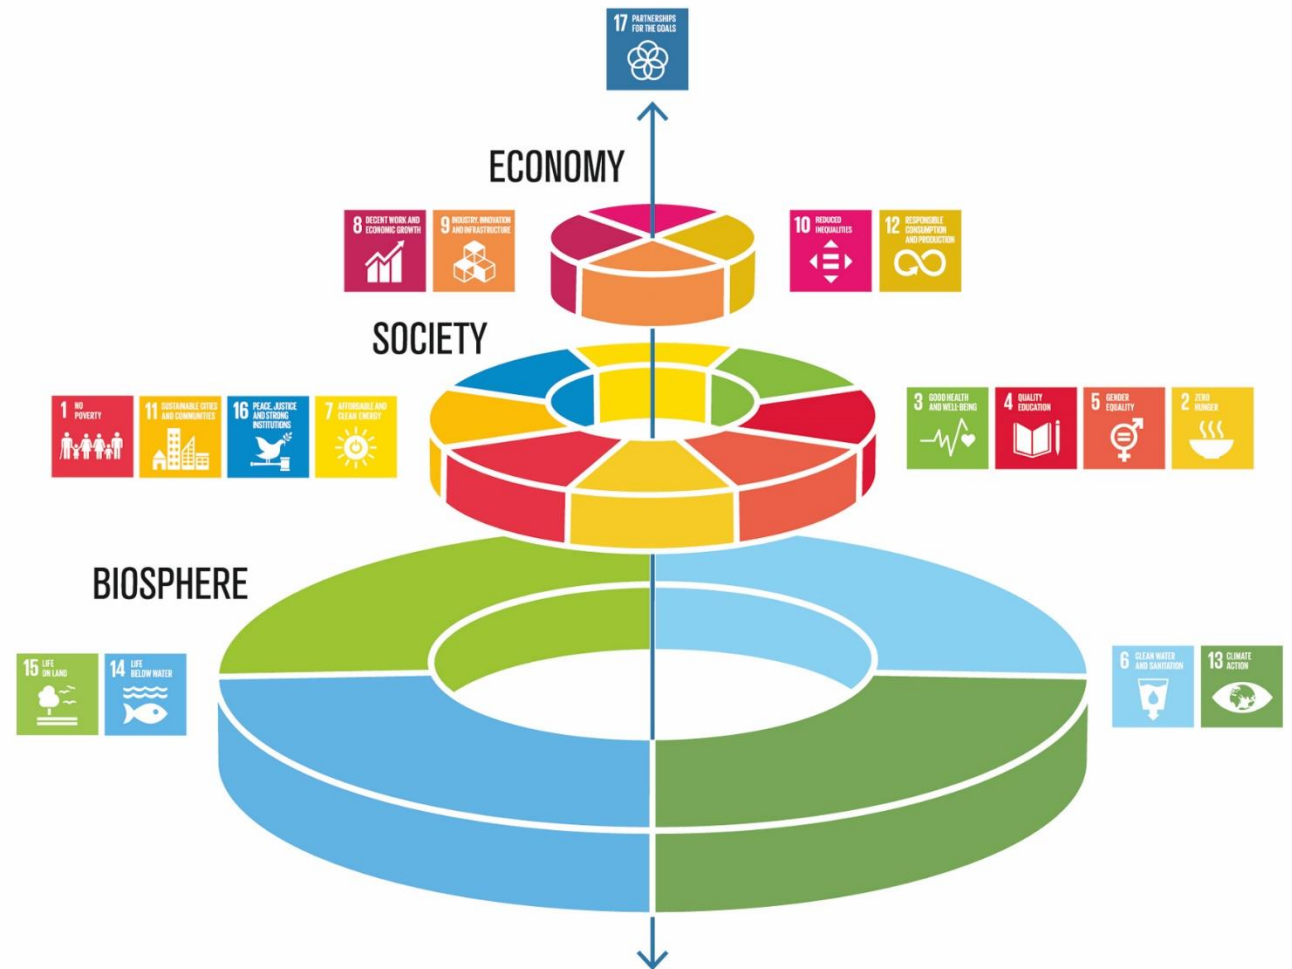 17 PARTNERSHIPS
FOR THE GOALS
ECONOMY
8 DECENT WORK AND
ECONOMIC GROWTH
9 INDUSTRY, INNOVATION
AND INFRASTRUCTURE
10 REDUCED
INEQUALITIES
12 RESPONSIBLE
CONSUMPTION
AND PRODUCTION
SOCIETY
1 NO
POVERTY
11 SUSTAINABLE CITIES
AND COMMUNITIES
16 PEACE, JUSTICE
AND STRONG
INSTITUTIONS
7 AFFORDABLE AND
CLEAN ENERGY
3 GOOD HEALTH
AND WELL-BEING
4 QUALITY
EDUCATION
5 GENDER
EQUALITY
2 ZERO
HUNGER
BIOSPHERE
15 LIFE
ON LAND
14 LIFE
BELOW WATER
6 CLEAN WATER
AND SANITATION
13 CLIMATE
ACTION